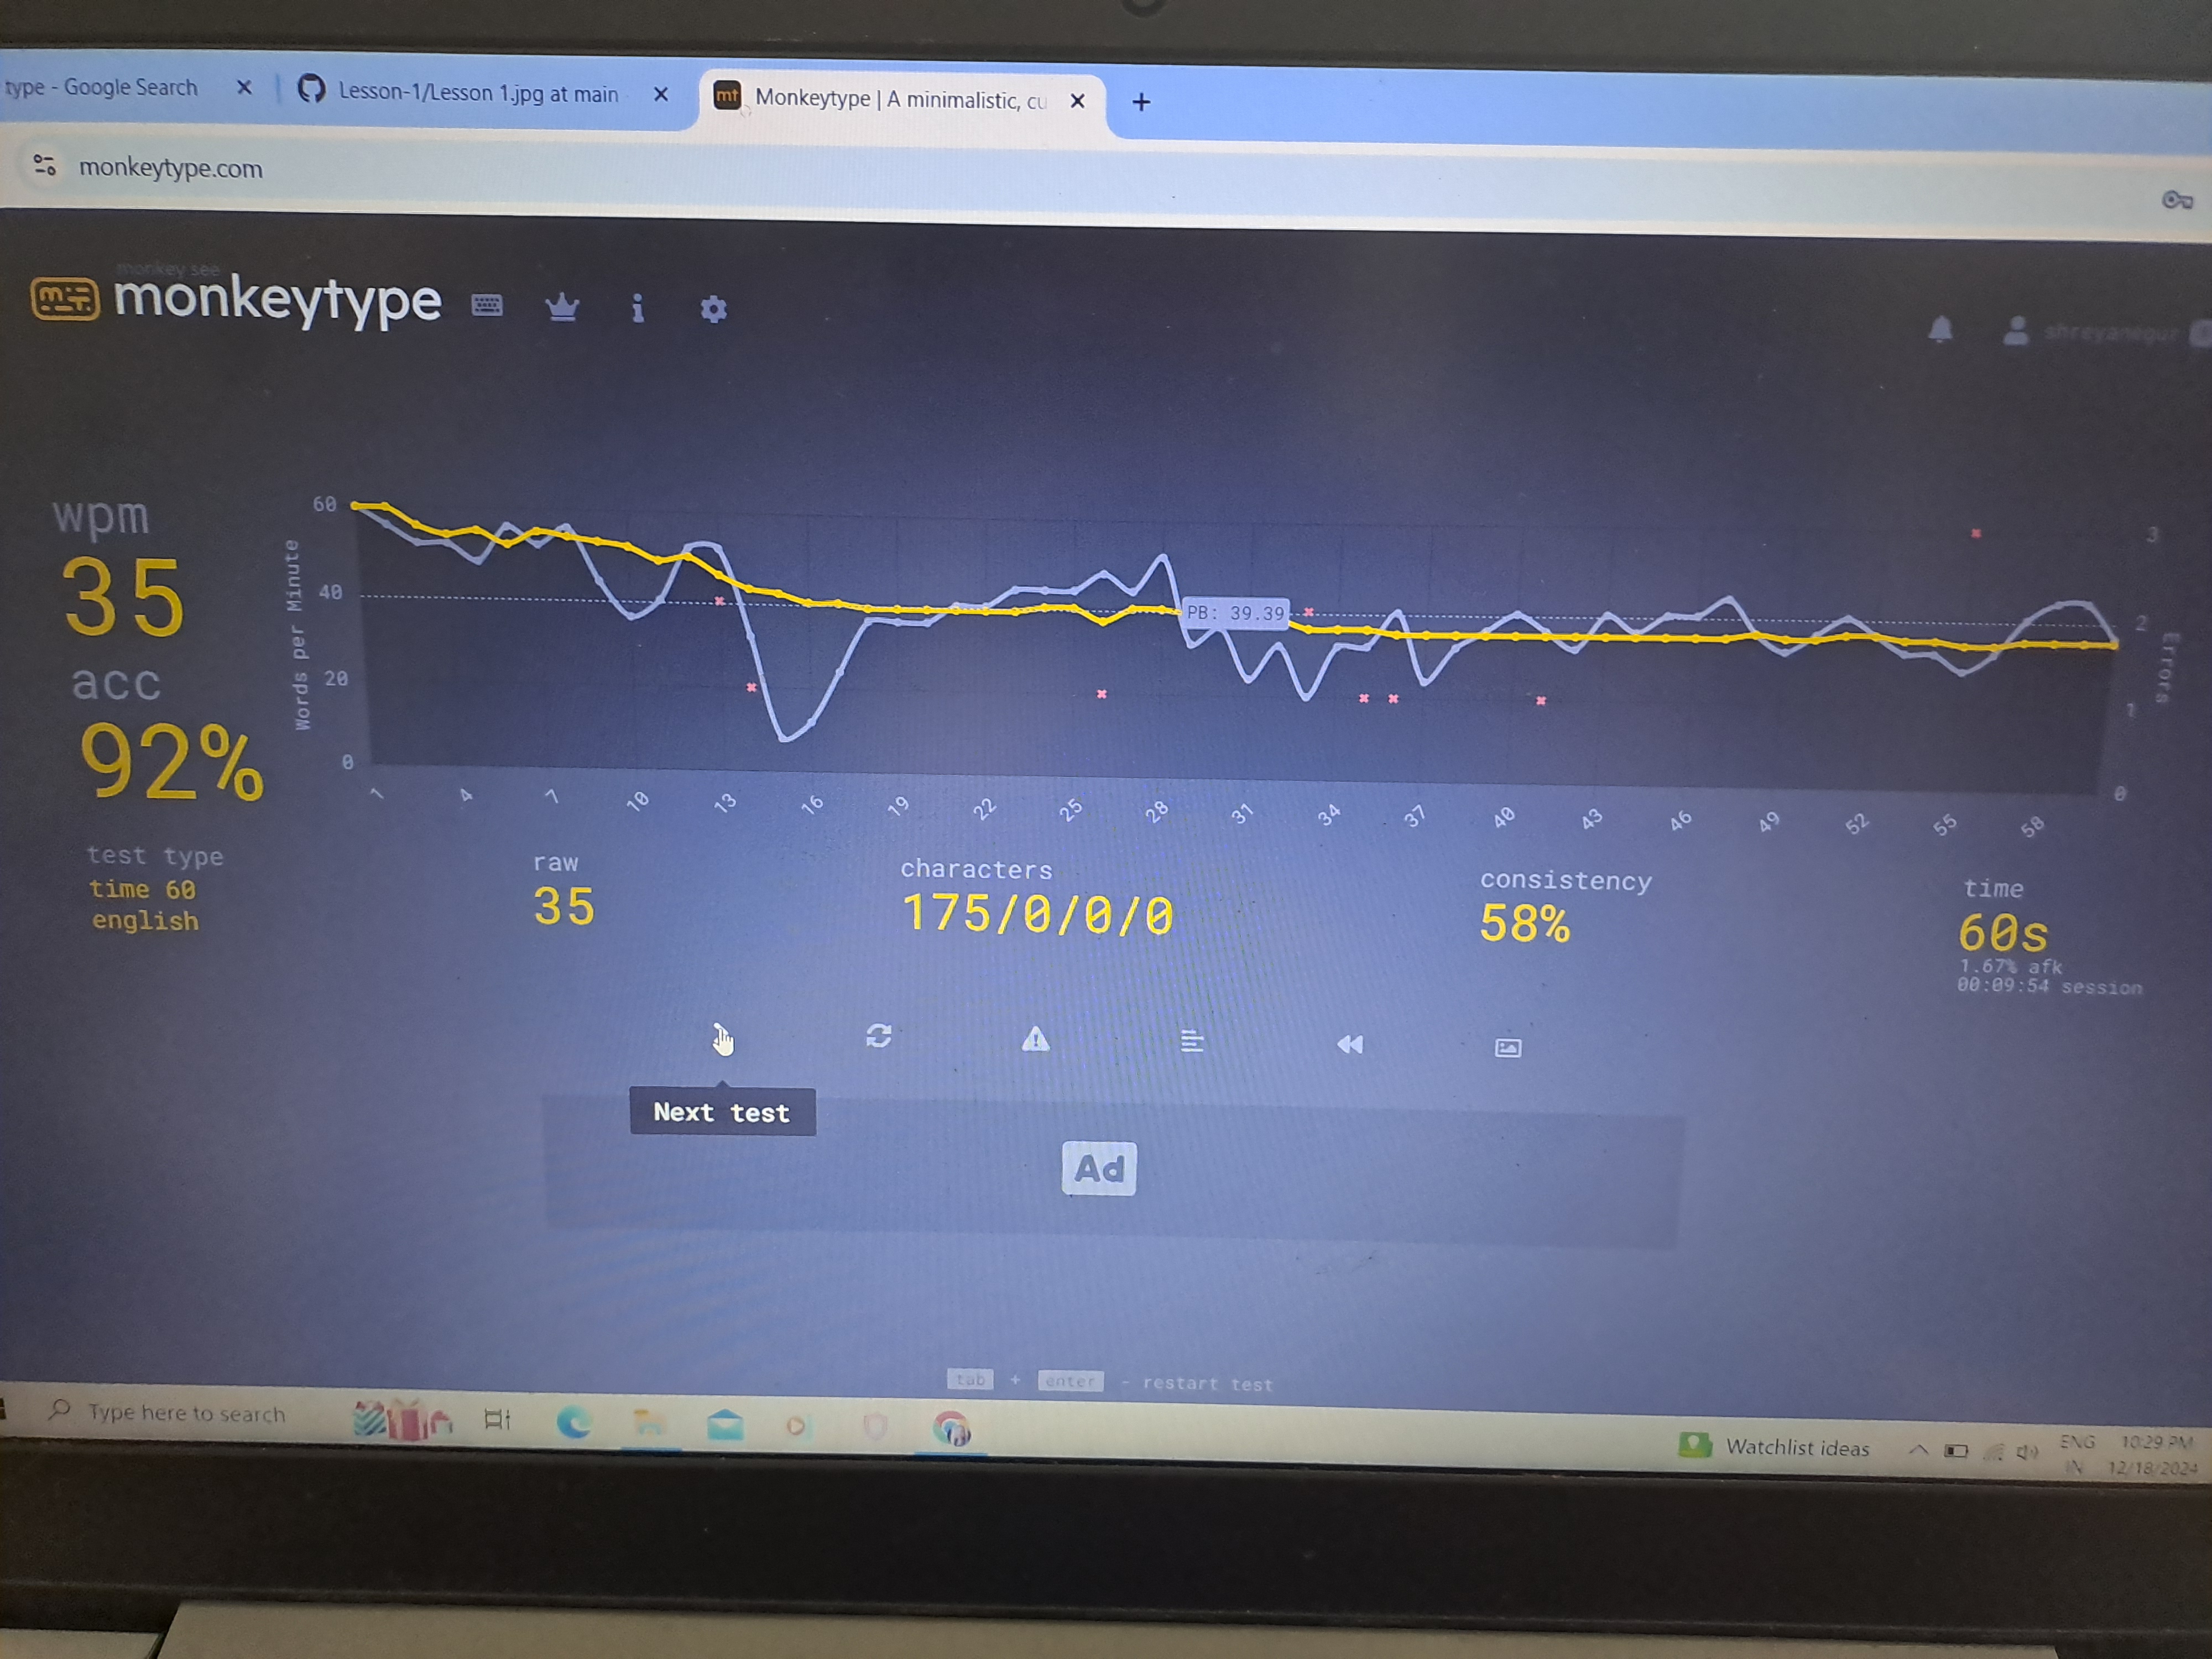 type - Google Search
Lesson-1/Lesson 1.jpg at main
mt
Monkeytype | A minimalistic, cu
monkeytype.com
monkey see
monkeytype
wpm
35
acc
92%
Words per Minute
60
40
20
0
PB: 39.39
3
2
1
0
Errors
1 4 7 10 13 16 19 22 25 28 31 34 37 40 43 46 49 52 55 58
test type
time 60
english
raw
35
characters
175/0/0/0
consistency
58%
time
60s
1.67% afk
00:09:54 session
Next test
Ad
tab + enter - restart test
Type here to search
Watchlist ideas
ENG
IN
10:29 PM
12/18/2024